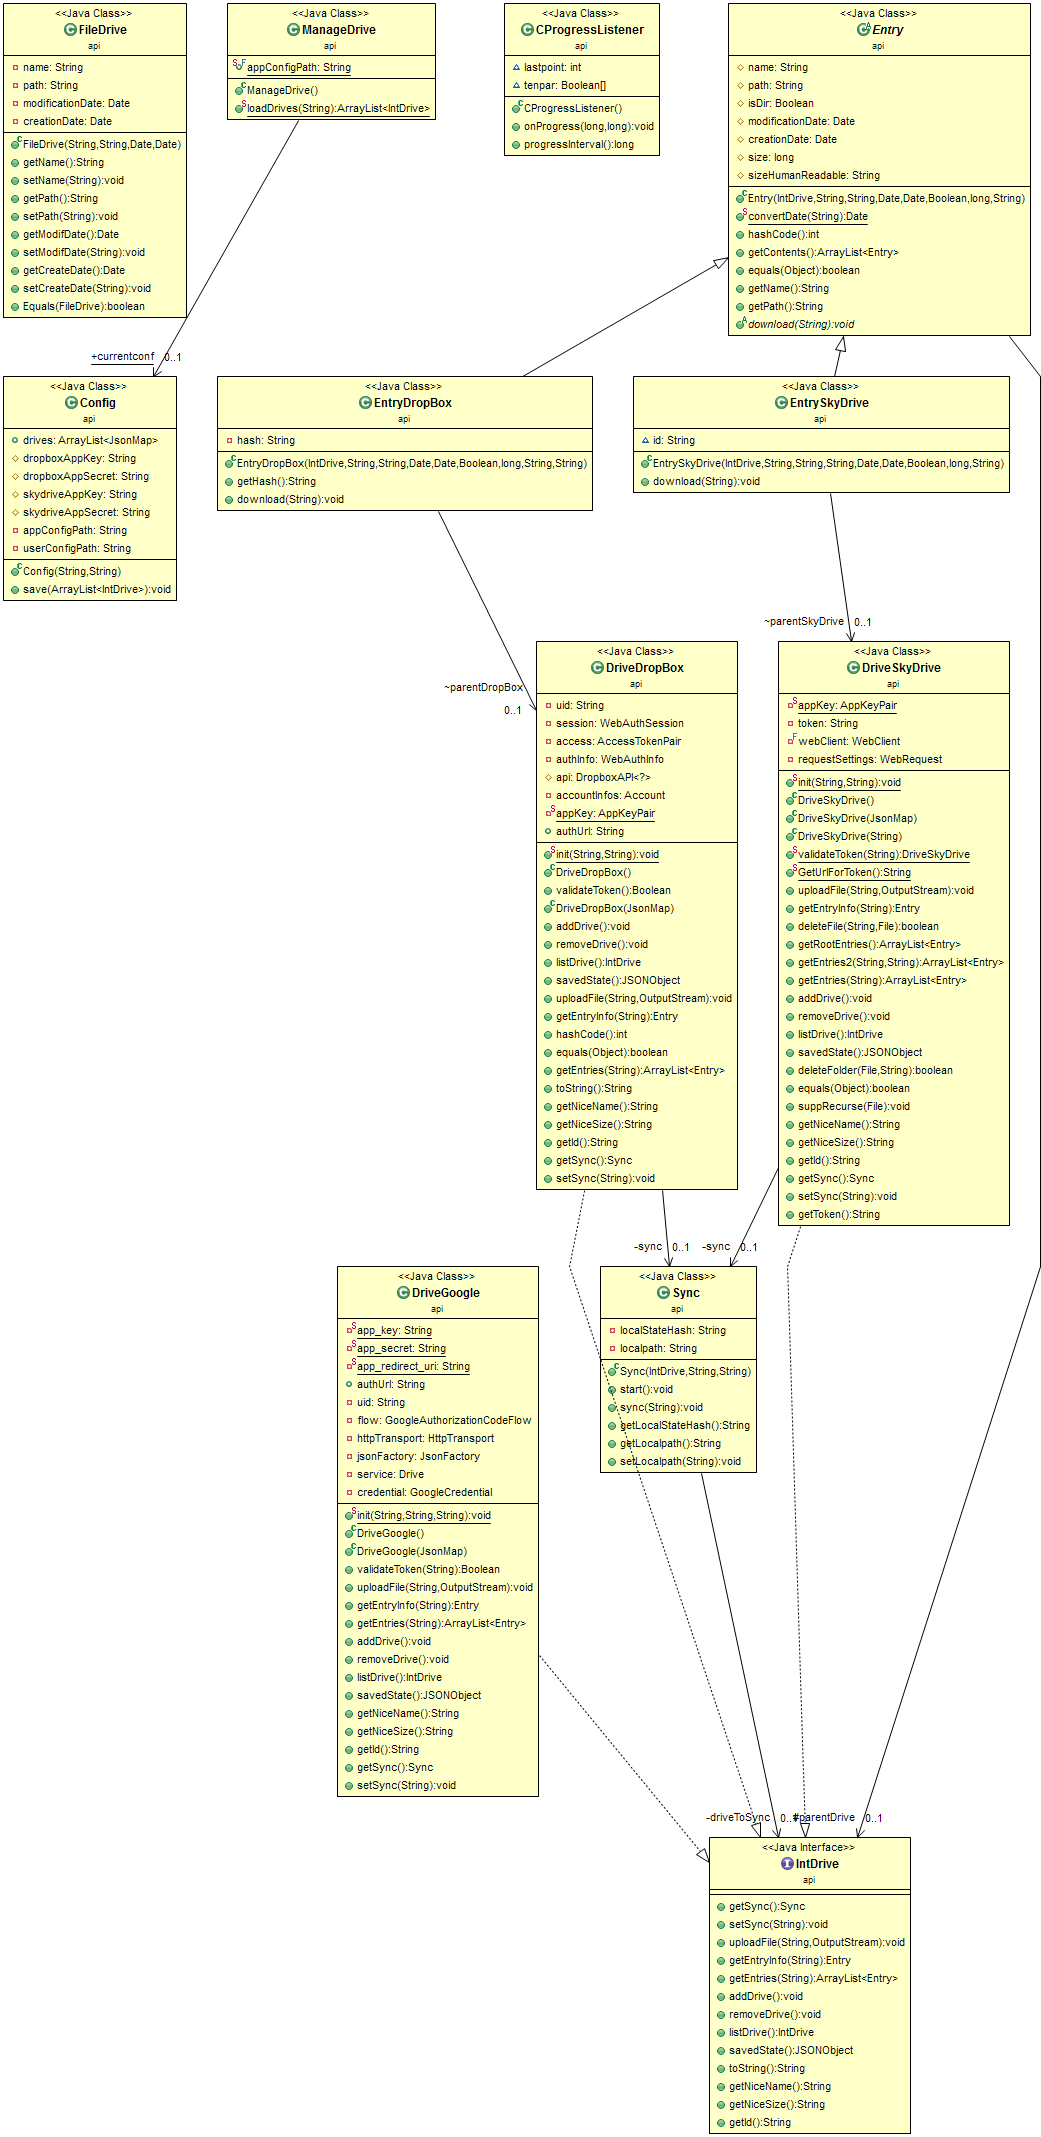 <<Java Class>>
FileDrive
api
name: String
path: String
modificationDate: Date
creationDate: Date
FileDrive(String,String,Date,Date)
getName():String
setName(String):void
getPath():String
setPath(String):void
getModifDate():Date
setModifDate(String):void
getCreateDate():Date
setCreateDate(String):void
Equals(FileDrive):boolean
<<Java Class>>
ManageDrive
api
appConfigPath: String
ManageDrive()
loadDrives(String):ArrayList<IntDrive>
<<Java Class>>
CProgressListener
api
lastpoint: int
tenpar: Boolean[]
CProgressListener()
onProgress(long,long):void
progressInterval():long
<<Java Class>>
Entry
api
name: String
path: String
isDir: Boolean
modificationDate: Date
creationDate: Date
size: long
sizeHumanReadable: String
Entry(IntDrive,String,String,Date,Date,Boolean,long,String)
convertDate(String):Date
hashCode():int
getContents():ArrayList<Entry>
equals(Object):boolean
getName():String
getPath():String
download(String):void
+currentconf 0..1
<<Java Class>>
Config
api
drives: ArrayList<JsonMap>
dropboxAppKey: String
dropboxAppSecret: String
skydriveAppKey: String
skydriveAppSecret: String
appConfigPath: String
userConfigPath: String
Config(String,String)
save(ArrayList<IntDrive>):void
<<Java Class>>
EntryDropBox
api
hash: String
EntryDropBox(IntDrive,String,String,Date,Date,Boolean,long,String,String)
getHash():String
download(String):void
<<Java Class>>
EntrySkyDrive
api
id: String
EntrySkyDrive(IntDrive,String,String,String,Date,Date,Boolean,long,String)
download(String):void
~parentDropBox
0..1
~parentSkyDrive 0..1
<<Java Class>>
DriveDropBox
api
uid: String
session: WebAuthSession
access: AccessTokenPair
authInfo: WebAuthInfo
api: DropboxAPI<?>
accountInfos: Account
appKey: AppKeyPair
authUrl: String
init(String,String):void
DriveDropBox()
validateToken():Boolean
DriveDropBox(JsonMap)
addDrive():void
removeDrive():void
listDrive():IntDrive
savedState():JSONObject
uploadFile(String,OutputStream):void
getEntryInfo(String):Entry
hashCode():int
equals(Object):boolean
getEntries(String):ArrayList<Entry>
toString():String
getNiceName():String
getNiceSize():String
getId():String
getSync():Sync
setSync(String):void
<<Java Class>>
DriveSkyDrive
api
appKey: AppKeyPair
token: String
webClient: WebClient
requestSettings: WebRequest
init(String,String):void
DriveSkyDrive()
DriveSkyDrive(JsonMap)
DriveSkyDrive(String)
validateToken(String):DriveSkyDrive
GetUrlForToken():String
uploadFile(String,OutputStream):void
getEntryInfo(String):Entry
deleteFile(String,File):boolean
getRootEntries():ArrayList<Entry>
getEntries2(String,String):ArrayList<Entry>
getEntries(String):ArrayList<Entry>
addDrive():void
removeDrive():void
listDrive():IntDrive
savedState():JSONObject
deleteFolder(File,String):boolean
equals(Object):boolean
suppRecurse(File):void
getNiceName():String
getNiceSize():String
getId():String
getSync():Sync
setSync(String):void
getToken():String
-sync 0..1
-sync 0..1
<<Java Class>>
DriveGoogle
api
app_key: String
app_secret: String
app_redirect_uri: String
authUrl: String
uid: String
flow: GoogleAuthorizationCodeFlow
httpTransport: HttpTransport
jsonFactory: JsonFactory
service: Drive
credential: GoogleCredential
init(String,String,String):void
DriveGoogle()
DriveGoogle(JsonMap)
validateToken(String):Boolean
uploadFile(String,OutputStream):void
getEntryInfo(String):Entry
getEntries(String):ArrayList<Entry>
addDrive():void
removeDrive():void
listDrive():IntDrive
savedState():JSONObject
getNiceName():String
getNiceSize():String
getId():String
getSync():Sync
setSync(String):void
<<Java Class>>
Sync
api
localStateHash: String
localpath: String
Sync(IntDrive,String,String)
start():void
sync(String):void
getLocalStateHash():String
getLocalpath():String
setLocalpath(String):void
-driveToSync 0..1
#parentDrive 0..1
<<Java Interface>>
IntDrive
api
getSync():Sync
setSync(String):void
uploadFile(String,OutputStream):void
getEntryInfo(String):Entry
getEntries(String):ArrayList<Entry>
addDrive():void
removeDrive():void
listDrive():IntDrive
savedState():JSONObject
toString():String
getNiceName():String
getNiceSize():String
getId():String